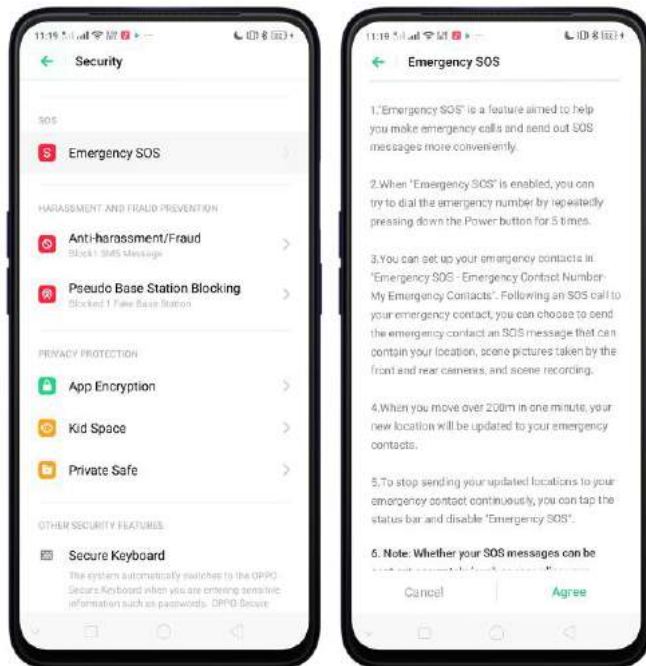 11:19
Security
SOS
Emergency SOS
HARASSMENT AND FRAUD PREVENTION
Anti-harassment/Fraud
Block1 SMS Message
Pseudo Base Station Blocking
Blocked 1 Fake Base Station
PRIVACY PROTECTION
App Encryption
Kid Space
Private Safe
OTHER SECURITY FEATURES
Secure Keyboard
The system automatically switches to the OPPO
Secure Keyboard when you are entering sensitive
information such as passwords. OPPO Secure
11:19
Emergency SOS
1."Emergency SOS" is a feature aimed to help
you make emergency calls and send out SOS
messages more conveniently.
2.When "Emergency SOS" is enabled, you can
try to dial the emergency number by repeatedly
pressing down the Power button for 5 times.
3.You can set up your emergency contacts in
"Emergency SOS - Emergency Contact Number-
My Emergency Contacts". Following an SOS call to
your emergency contact, you can choose to send
the emergency contact an SOS message that can
contain your location, scene pictures taken by the
front and rear cameras, and scene recording.
4.When you move over 200m in one minute, your
new location will be updated to your emergency
contacts.
5.To stop sending your updated locations to your
emergency contact continuously, you can tap the
status bar and disable "Emergency SOS".
6. Note: Whether your SOS messages can be
Cancel
Agree